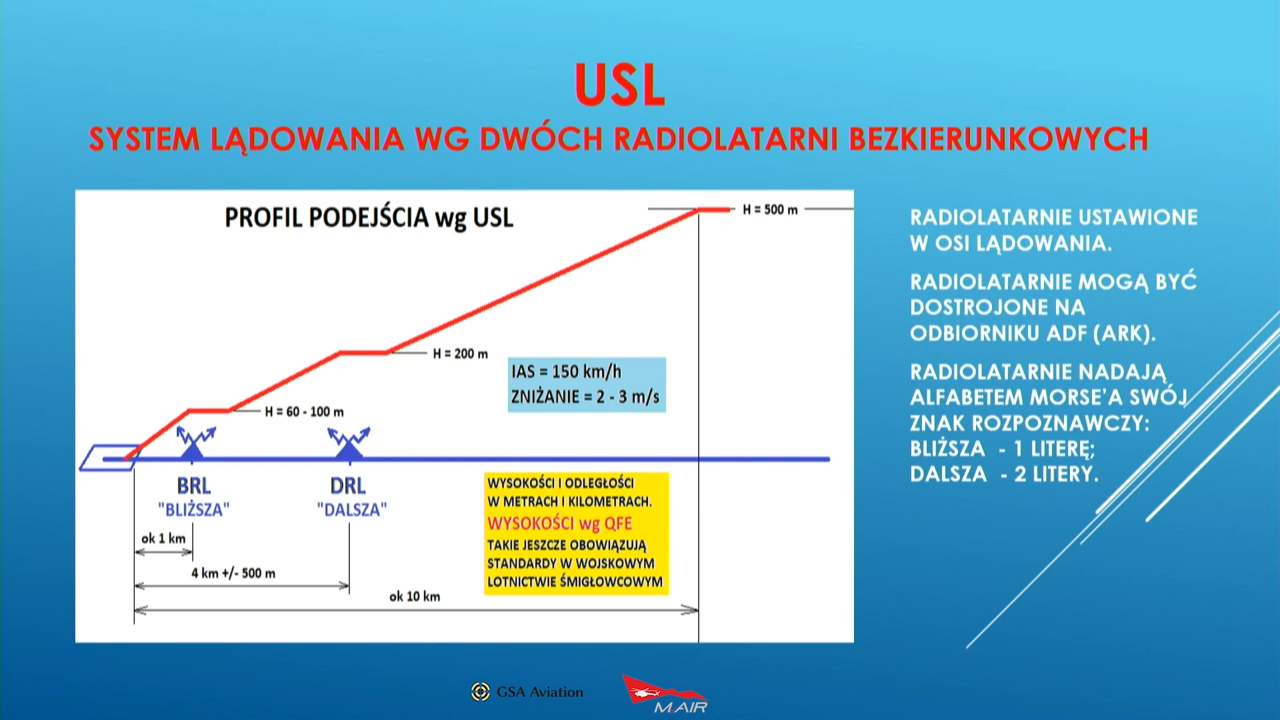 USL
SYSTEM LĄDOWANIA WG DWÓCH RADIOLATARNI BEZKIERUNKOWYCH
PROFIL PODEJŚCIA wg USL
H = 500 m
H = 200 m
IAS = 150 km/h
ZNIŻANIE = 2 - 3 m/s
H = 60 - 100 m
BRL
"BLIŻSZA"
DRL
"DALSZA"
ok 1 km
4 km +/- 500 m
ok 10 km
WYSOKOŚCI I ODLEGŁOŚCI
W METRACH I KILOMETRACH.
WYSOKOŚCI wg QFE
TAKIE JESZCZE OBOWIĄZUJĄ
STANDARDY W WOJSKOWYM
LOTNICTWIE ŚMIGŁOWCOWYM
RADIOLATARNIE USTAWIONE
W OSI LĄDOWANIA.
RADIOLATARNIE MOGĄ BYĆ
DOSTROJONE NA
ODBIORNIKU ADF (ARK).
RADIOLATARNIE NADAJĄ
ALFABETEM MORSE'A SWÓJ
ZNAK ROZPOZNAWCZY:
BLIŻSZA - 1 LITERĘ;
DALSZA - 2 LITERY.
GSA Aviation
M.AIR